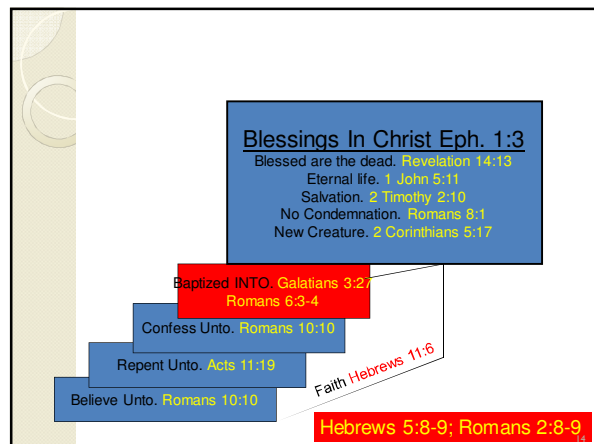 Blessings In Christ Eph. 1:3
Blessed are the dead. Revelation 14:13
Eternal life. 1 John 5:11
Salvation. 2 Timothy 2:10
No Condemnation. Romans 8:1
New Creature. 2 Corinthians 5:17
Baptized INTO. Galatians 3:27
Romans 6:3-4
Confess Unto. Romans 10:10
Repent Unto. Acts 11:19
Believe Unto. Romans 10:10
Faith Hebrews 11:6
Hebrews 5:8-9; Romans 2:8-9
14